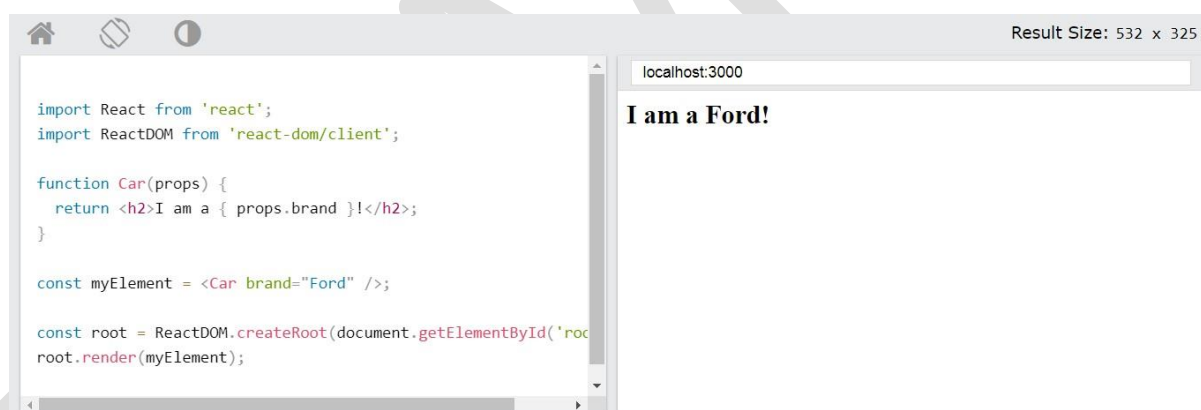 Result Size: 532 x 325
localhost:3000
import React from 'react';
import ReactDOM from 'react-dom/client';
function Car(props) {
return <h2>I am a { props.brand }!</h2>;
}
const myElement = <Car brand="Ford" />;
const root = ReactDOM.createRoot(document.getElementById('roo
root.render(myElement);
I am a Ford!